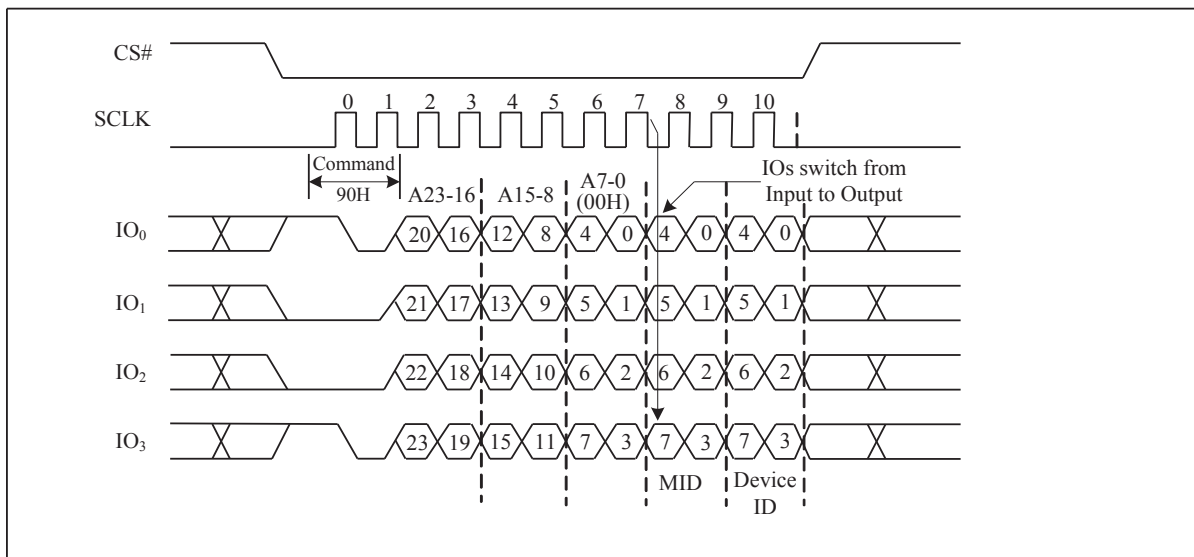 CS#
SCLK
0 1 2 3 4 5 6 7 8 9 10
Command
90H
A23-16
A15-8
A7-0
(00H)
IOs switch from
Input to Output
IO0
20 16 12 8 4 0 4 0 4 0
IO1
21 17 13 9 5 1 5 1 5 1
IO2
22 18 14 10 6 2 6 2 6 2
IO3
23 19 15 11 7 3 7 3 7 3
MID
Device
ID